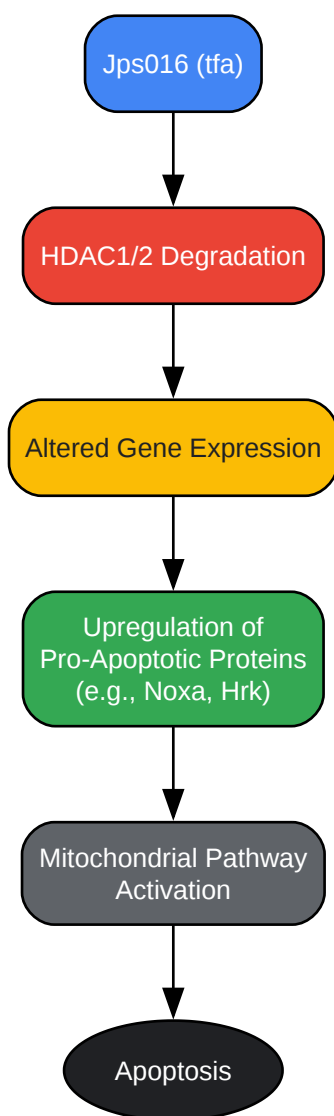 Jps016 (tfa)
HDAC1/2 Degradation
Altered Gene Expression
Upregulation of
Pro-Apoptotic Proteins
(e.g., Noxa, Hrk)
Mitochondrial Pathway
Activation
Apoptosis